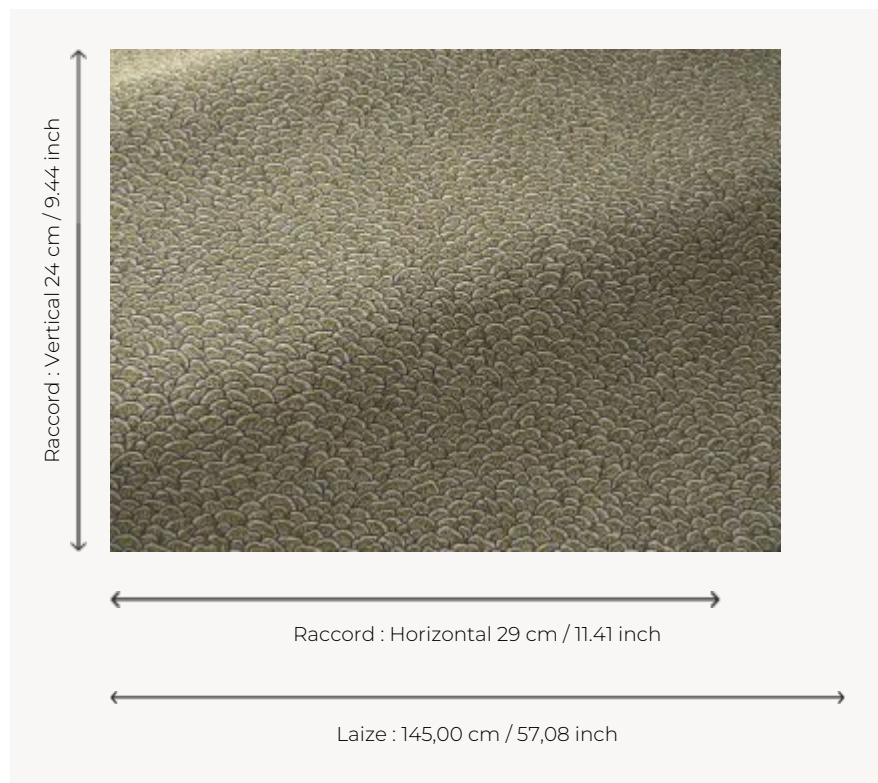 Raccord : Vertical 24 cm / 9.44 inch
Raccord : Horizontal 29 cm / 11.41 inch
Laize : 145,00 cm / 57,08 inch